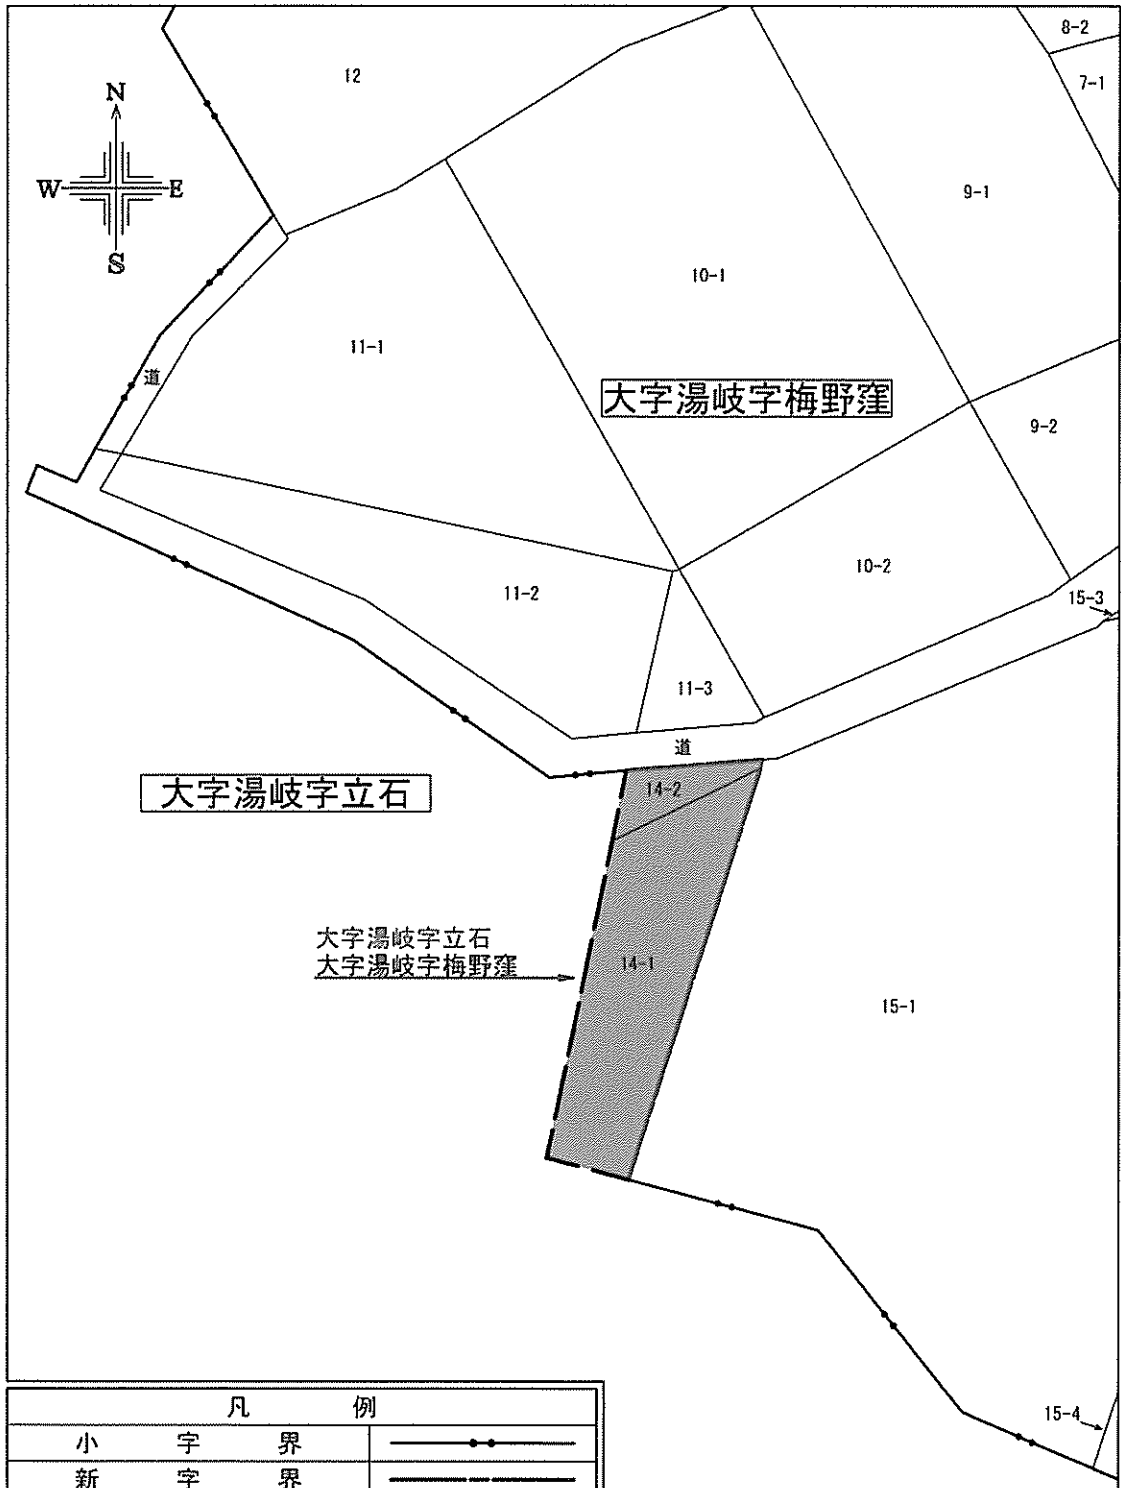 8-2
12
7-1
N
W
E
S
9-1
10-1
11-1
道
大字湯岐字梅野窪
9-2
10-2
11-2
15-3
11-3
道
14-2
大字湯岐字立石
大字湯岐字立石
大字湯岐字梅野窪
14-1
15-1
15-4
凡 例
小 字 界
新 字 界